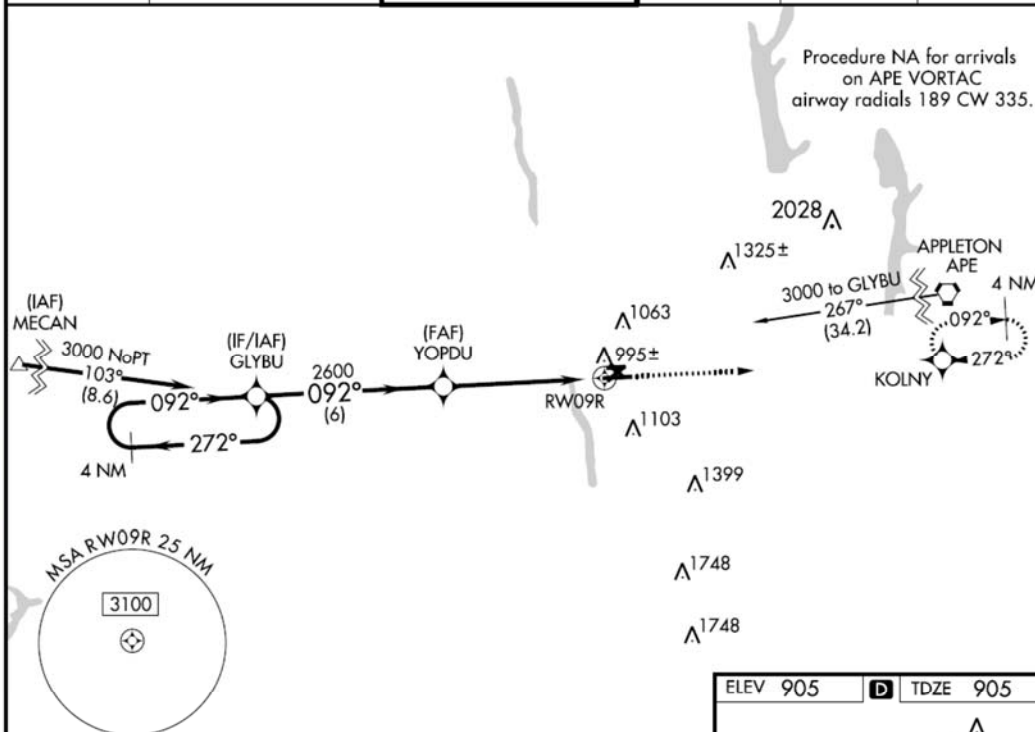 Procedure NA for arrivals
on APE VORTAC
airway radials 189 CW 335.
2028
1325±
APPLETON
APE
4 NM
3000 to GLYBU
267°
(34.2)
092°
272°
KOLNY
(IAF)
MECAN
3000 NoPT
103°
(8.6)
092°
(IF/IAF)
GLYBU
2600
092°
(6)
(FAF)
YOPDU
1063
995±
RW09R
272°
4 NM
1103
1399
1748
1748
MSA RW09R 25 NM
3100
ELEV 905 D TDZE 905